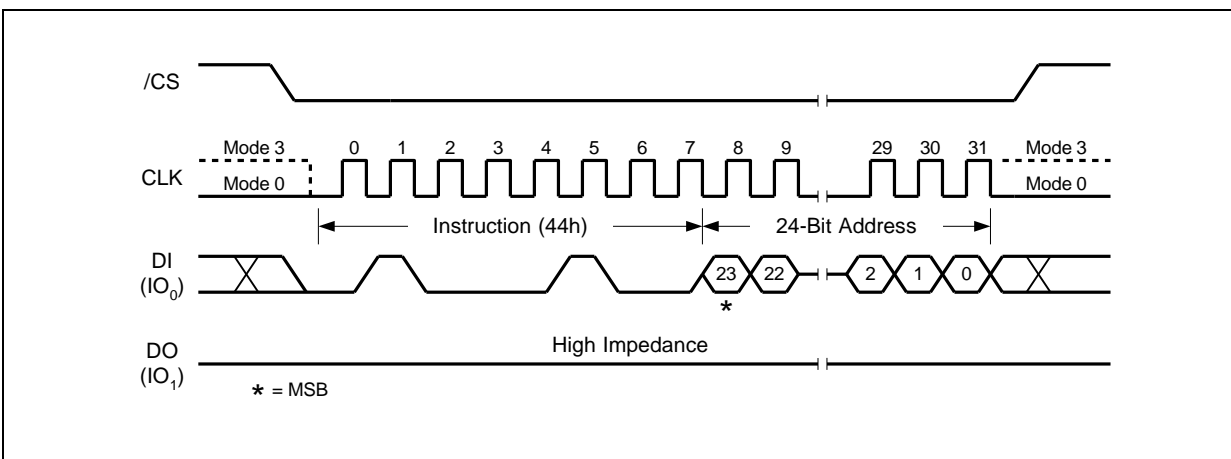 /CS
Mode 3
0 1 2 3 4 5 6 7 8 9 29 30 31
Mode 3
CLK
Mode 0
Mode 0
Instruction (44h)
24-Bit Address
DI
(IO0)
23 22 2 1 0
*
High Impedance
DO
(IO1)
* = MSB